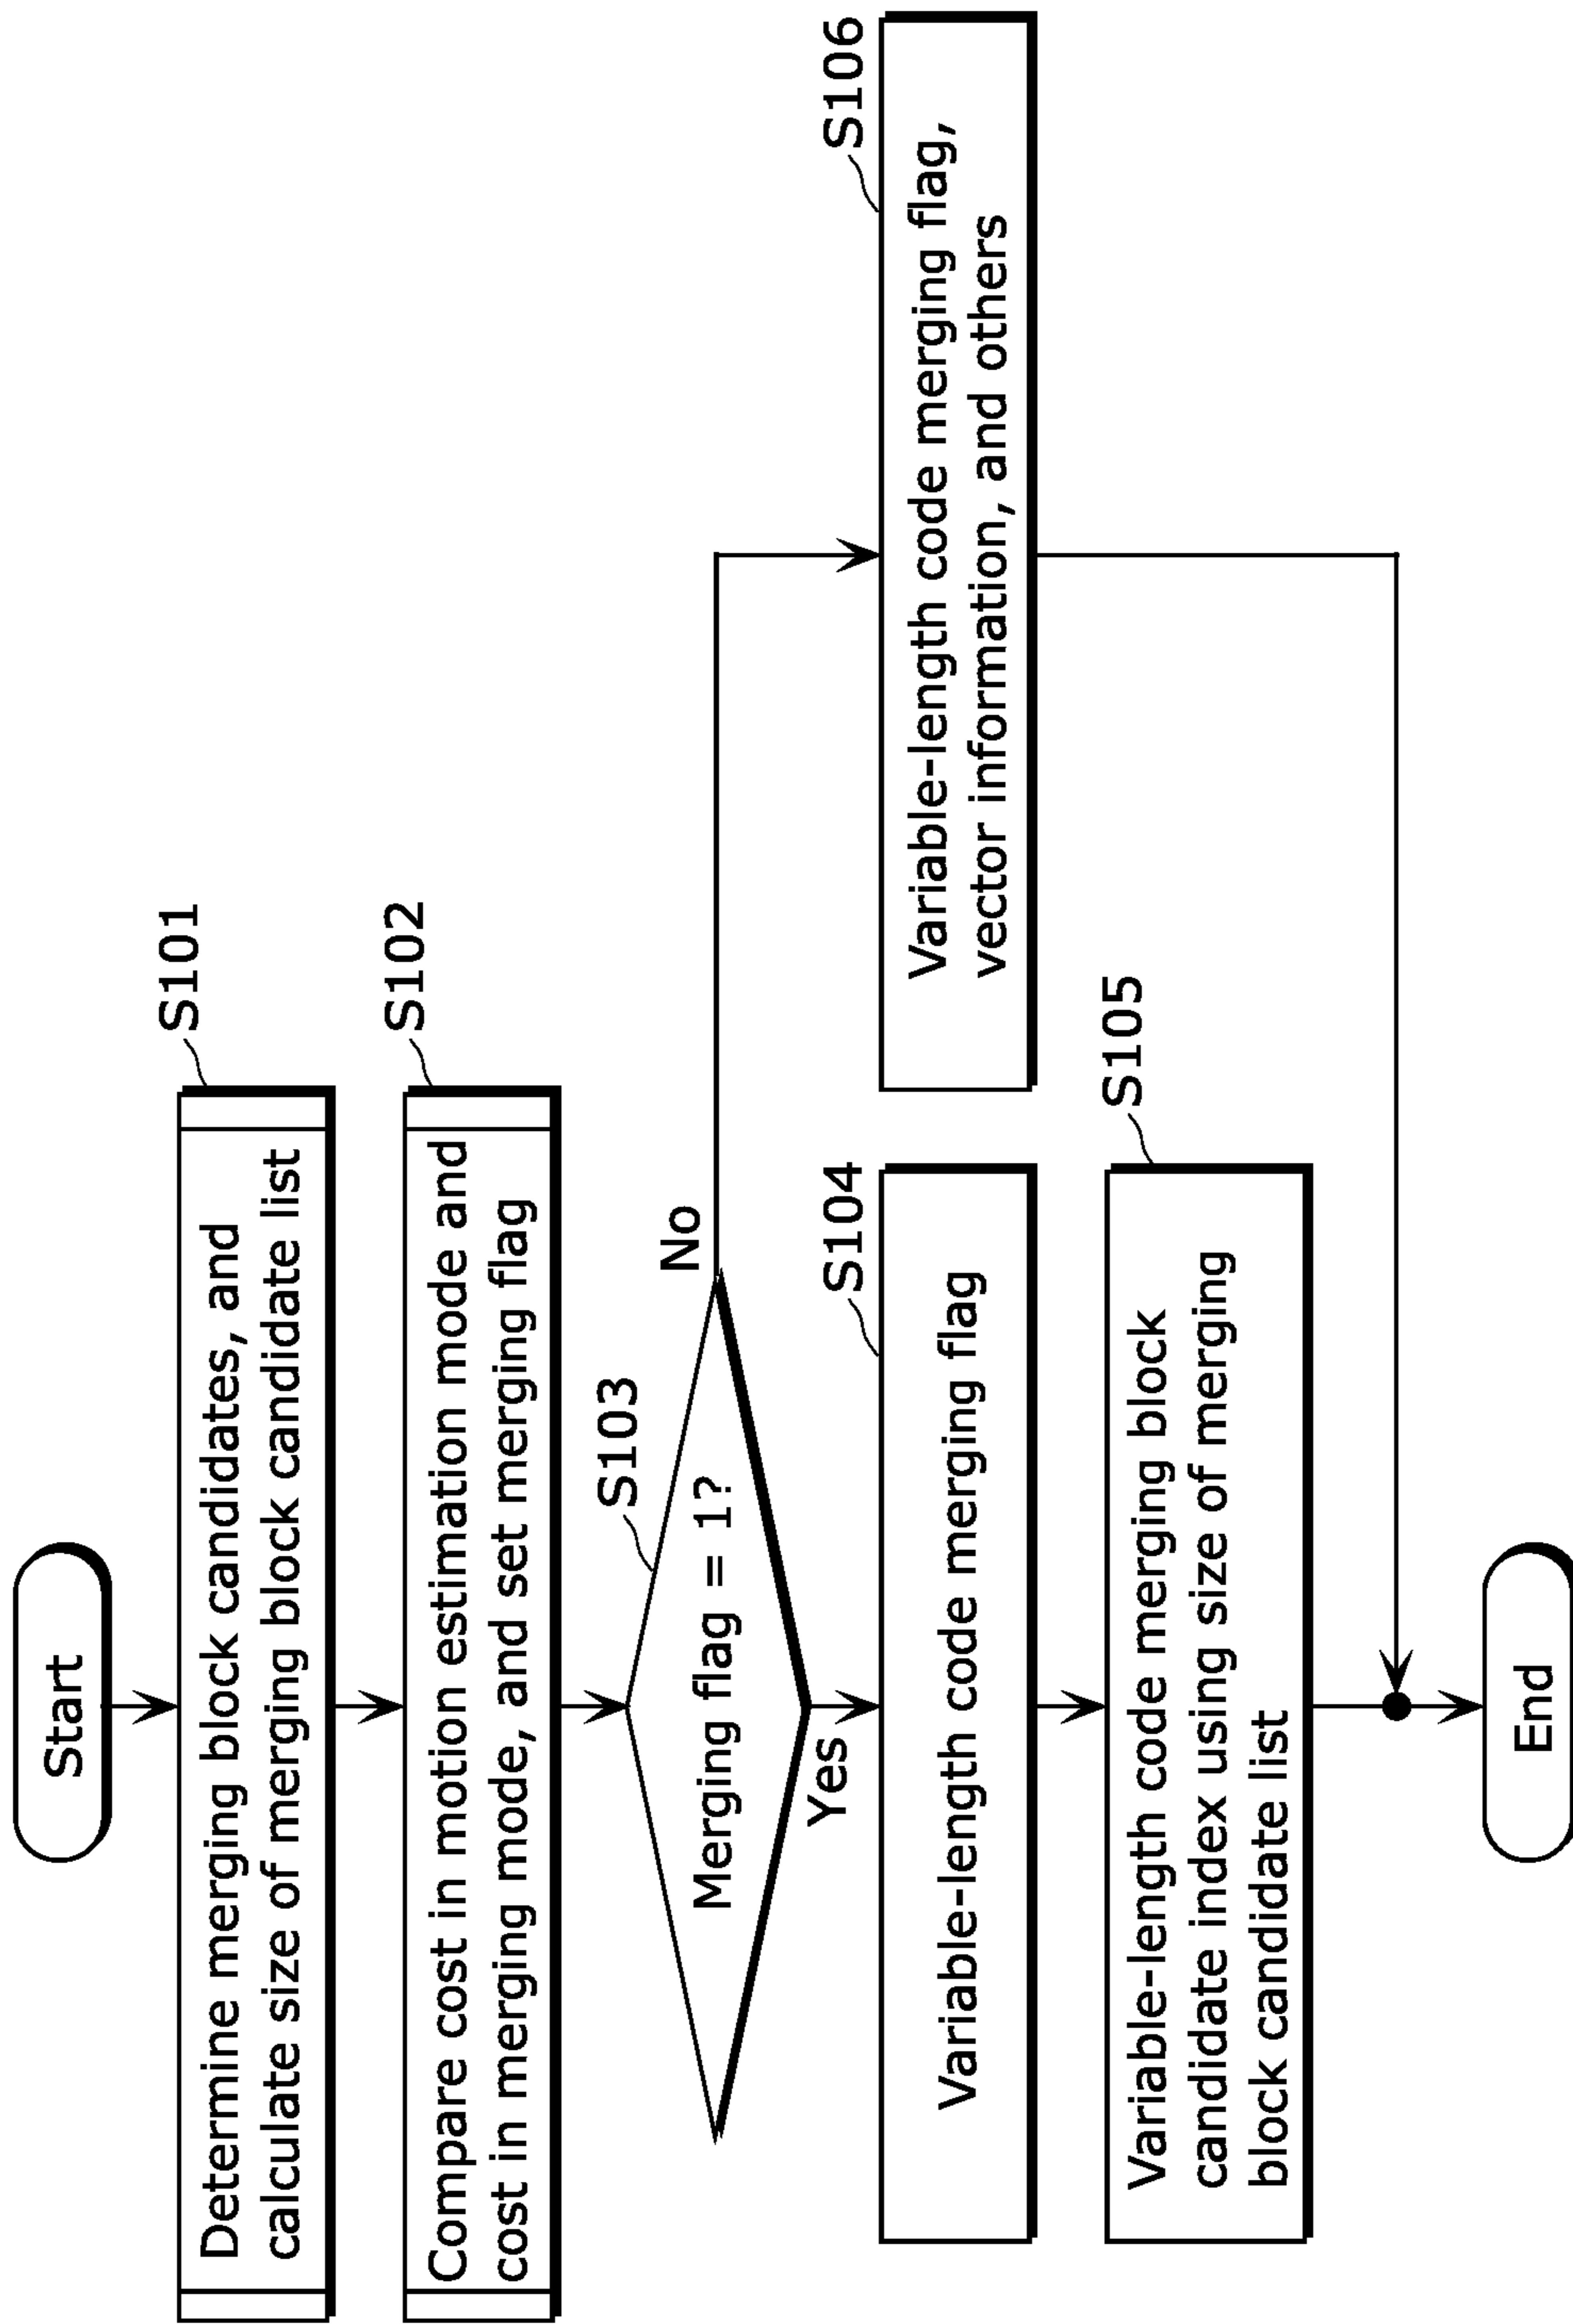 Start
S101
Determine merging block candidates, and
calculate size of merging block candidate list
S102
Compare cost in motion estimation mode and
cost in merging mode, and set merging flag
S103
Merging flag = 1?
No
Yes
S104
Variable-length code merging flag
S106
Variable-length code merging flag,
vector information, and others
S105
Variable-length code merging block
candidate index using size of merging
block candidate list
End